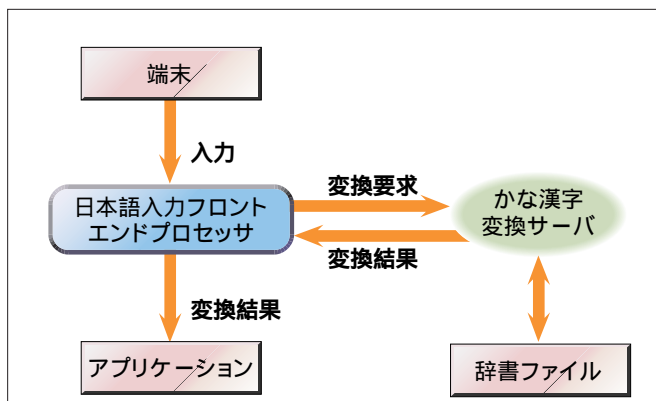 端末
入力
日本語入力フロント
エンドプロセッサ
変換要求
かな漢字
変換サーバ
変換結果
変換結果
アプリケーション
辞書ファイル